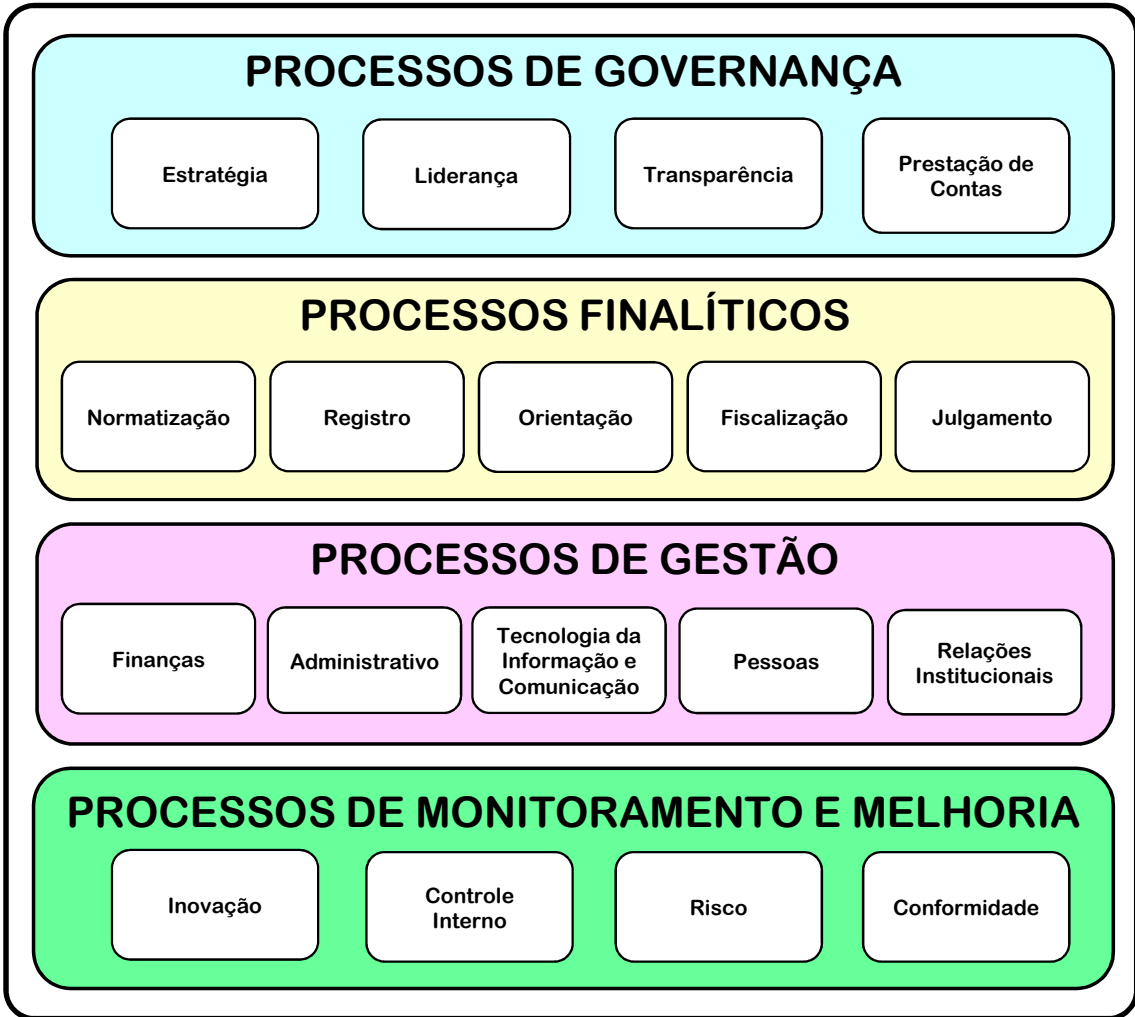 PROCESSOS DE GOVERNANÇA
Estratégia
Liderança
Transparência
Prestação de
Contas
PROCESSOS FINALÍTICOS
Normatização
Registro
Orientação
Fiscalização
Julgamento
PROCESSOS DE GESTÃO
Finanças
Administrativo
Tecnologia da
Informação e
Comunicação
Pessoas
Relações
Institucionais
PROCESSOS DE MONITORAMENTO E MELHORIA
Inovação
Controle
Interno
Risco
Conformidade